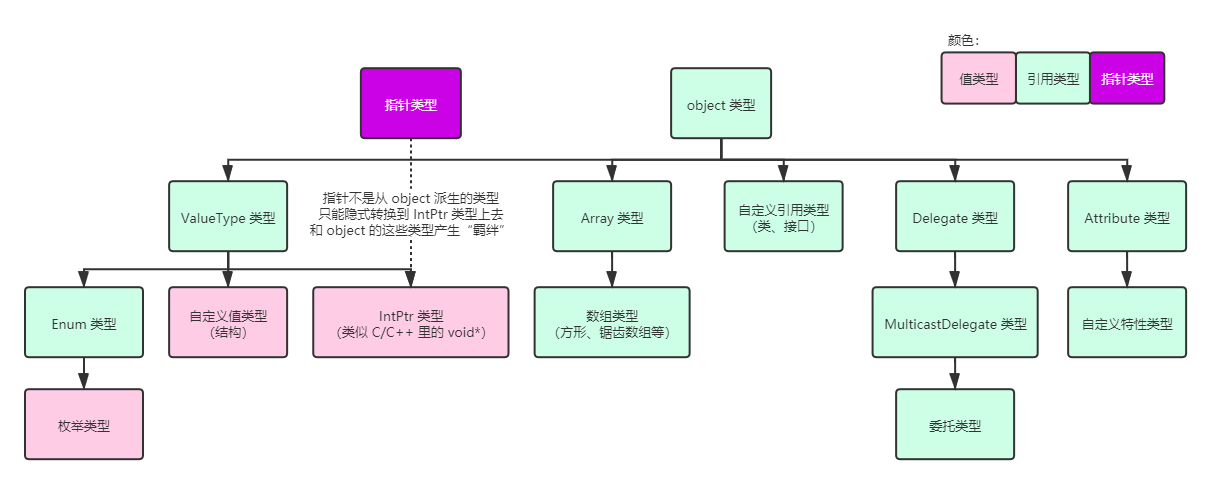 颜色:
值类型
引用类型
指针类型
指针类型
object 类型
指针不是从 object 派生的类型
只能隐式转换到 IntPtr 类型上去
和 object 的这些类型产生“羁绊”
ValueType 类型
Array 类型
自定义引用类型
(类、接口)
Delegate 类型
Attribute 类型
Enum 类型
自定义值类型
(结构)
IntPtr 类型
(类似 C/C++ 里的 void*)
数组类型
(方形、锯齿数组等)
MulticastDelegate 类型
自定义特性类型
枚举类型
委托类型